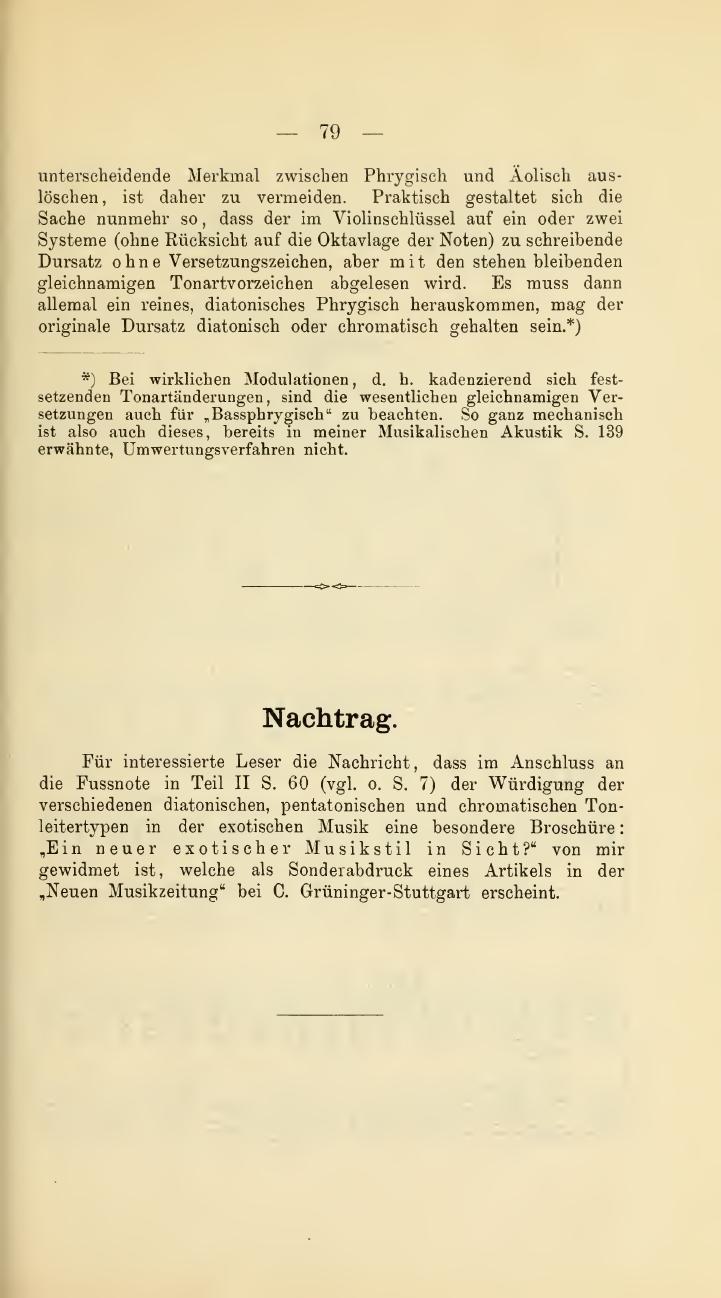 — 79 —
unterscheidende Merkmal zwischen Phrygisch und Äolisch aus-
löschen, ist daher zu vermeiden. Praktisch gestaltet sich die
Sache nunmehr so, dass der im Violinschlüssel auf ein oder zwei
Systeme (ohne Rücksicht auf die Oktavlage der Noten) zu schreibende
Dursatz ohne Versetzungszeichen, aber mit den stehen bleibenden
gleichnamigen Tonartvorzeichen abgelesen wird. Es muss dann
allemal ein reines, diatonisches Phrygisch herauskommen, mag der
originale Dursatz diatonisch oder chromatisch gehalten sein.*)
*) Bei wirklichen Modulationen, d. h. kadenzierend sich fest-
setzenden Tonartänderungen, sind die wesentlichen gleichnamigen Ver-
setzungen auch für „Bassphrygisch“ zu beachten. So ganz mechanisch
ist also auch dieses, bereits in meiner Musikalischen Akustik S. 139
erwähnte, Umwertungsverfahren nicht.
Nachtrag.
Für interessierte Leser die Nachricht, dass im Anschluss an
die Fussnote in Teil II S. 60 (vgl. o. S. 7) der Würdigung der
verschiedenen diatonischen, pentatonischen und chromatischen Ton-
leitertypen in der exotischen Musik eine besondere Broschüre:
„Ein neuer exotischer Musikstil in Sicht?“ von mir
gewidmet ist, welche als Sonderabdruck eines Artikels in der
„Neuen Musikzeitung“ bei C. Grüninger-Stuttgart erscheint.